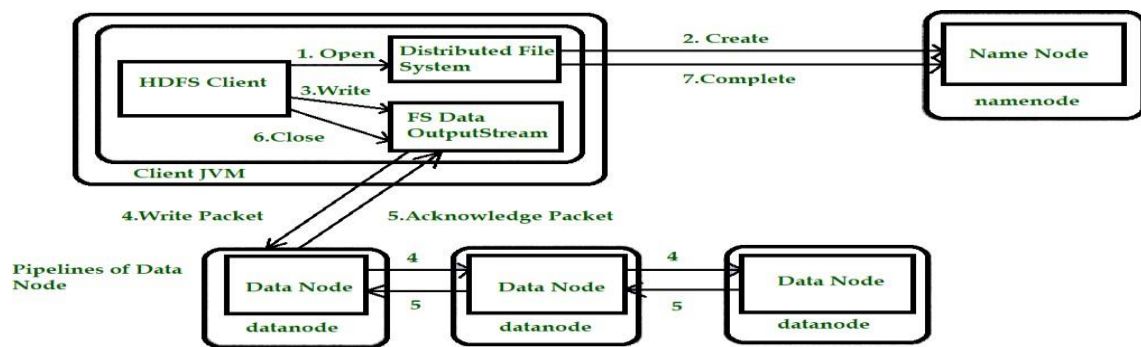 1. Open
Distributed File
System
2. Create
Name Node
HDFS Client
3.Write
7.Complete
FS Data
OutputStream
namenode
6.Close
Client JVM
4.Write Packet
5.Acknowledge Packet
Pipelines of Data
Node
Data Node
4
Data Node
4
Data Node
5
5
datanode
datanode
datanode